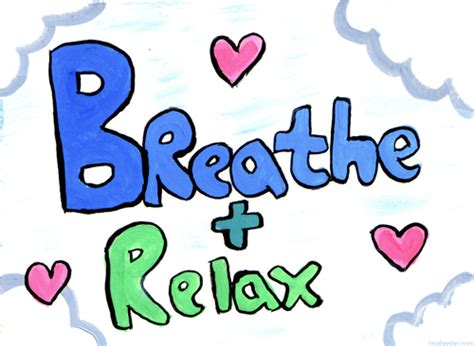 Breathe
+
Relax